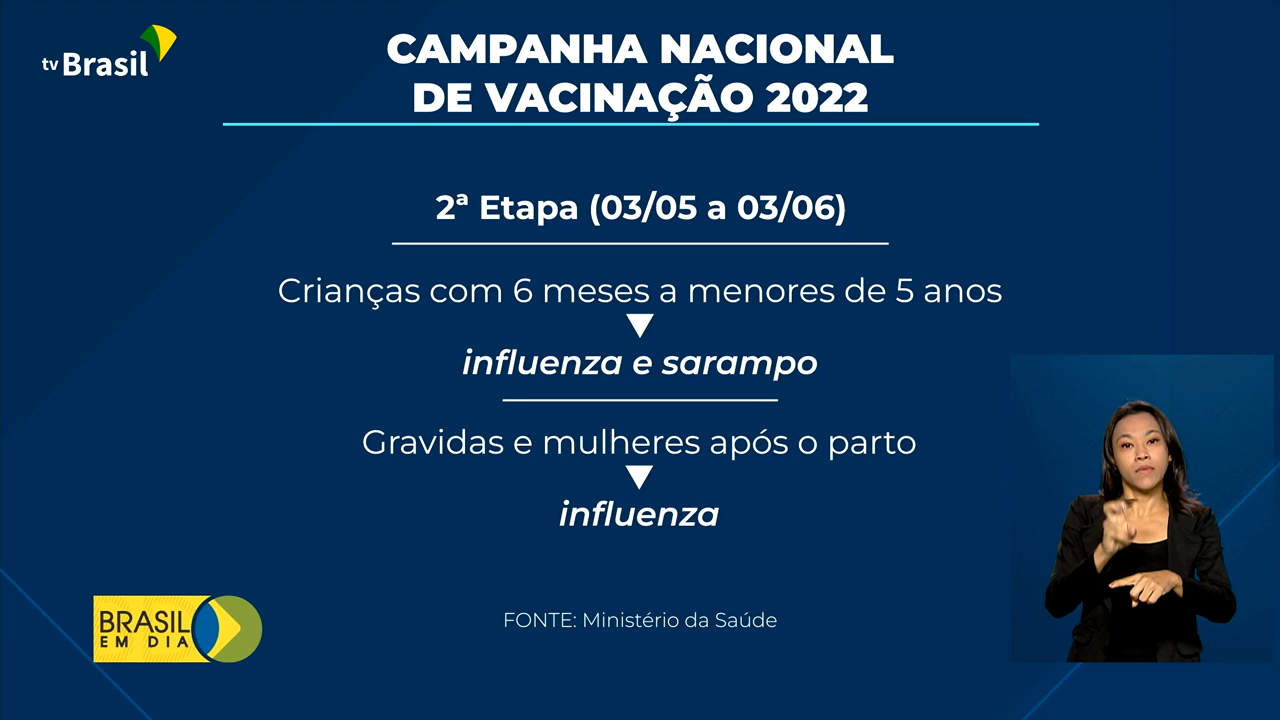 tv Brasil
CAMPANHA NACIONAL
DE VACINAÇÃO 2022
2ª Etapa (03/05 a 03/06)
Crianças com 6 meses a menores de 5 anos
influenza e sarampo
Gravidas e mulheres após o parto
influenza
FONTE: Ministério da Saúde
BRASIL
EM DIA